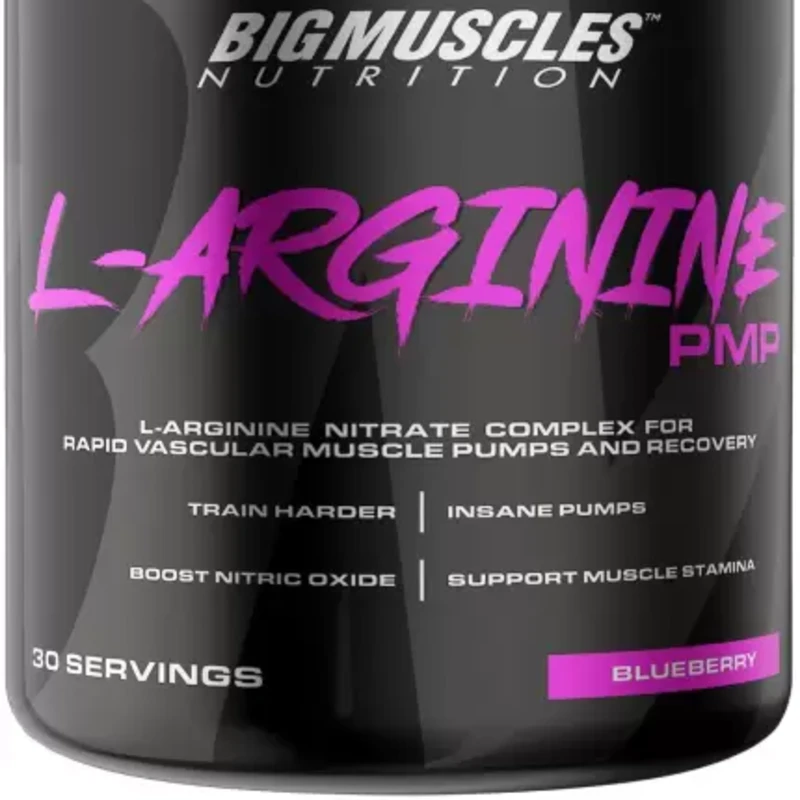 BIGMUSCLES™
NUTRITION
L-ARGININE
PMP
L-ARGININE NITRATE COMPLEX FOR
RAPID VASCULAR MUSCLE PUMPS AND RECOVERY
TRAIN HARDER | INSANE PUMPS
BOOST NITRIC OXIDE | SUPPORT MUSCLE STAMINA
30 SERVINGS
BLUEBERRY